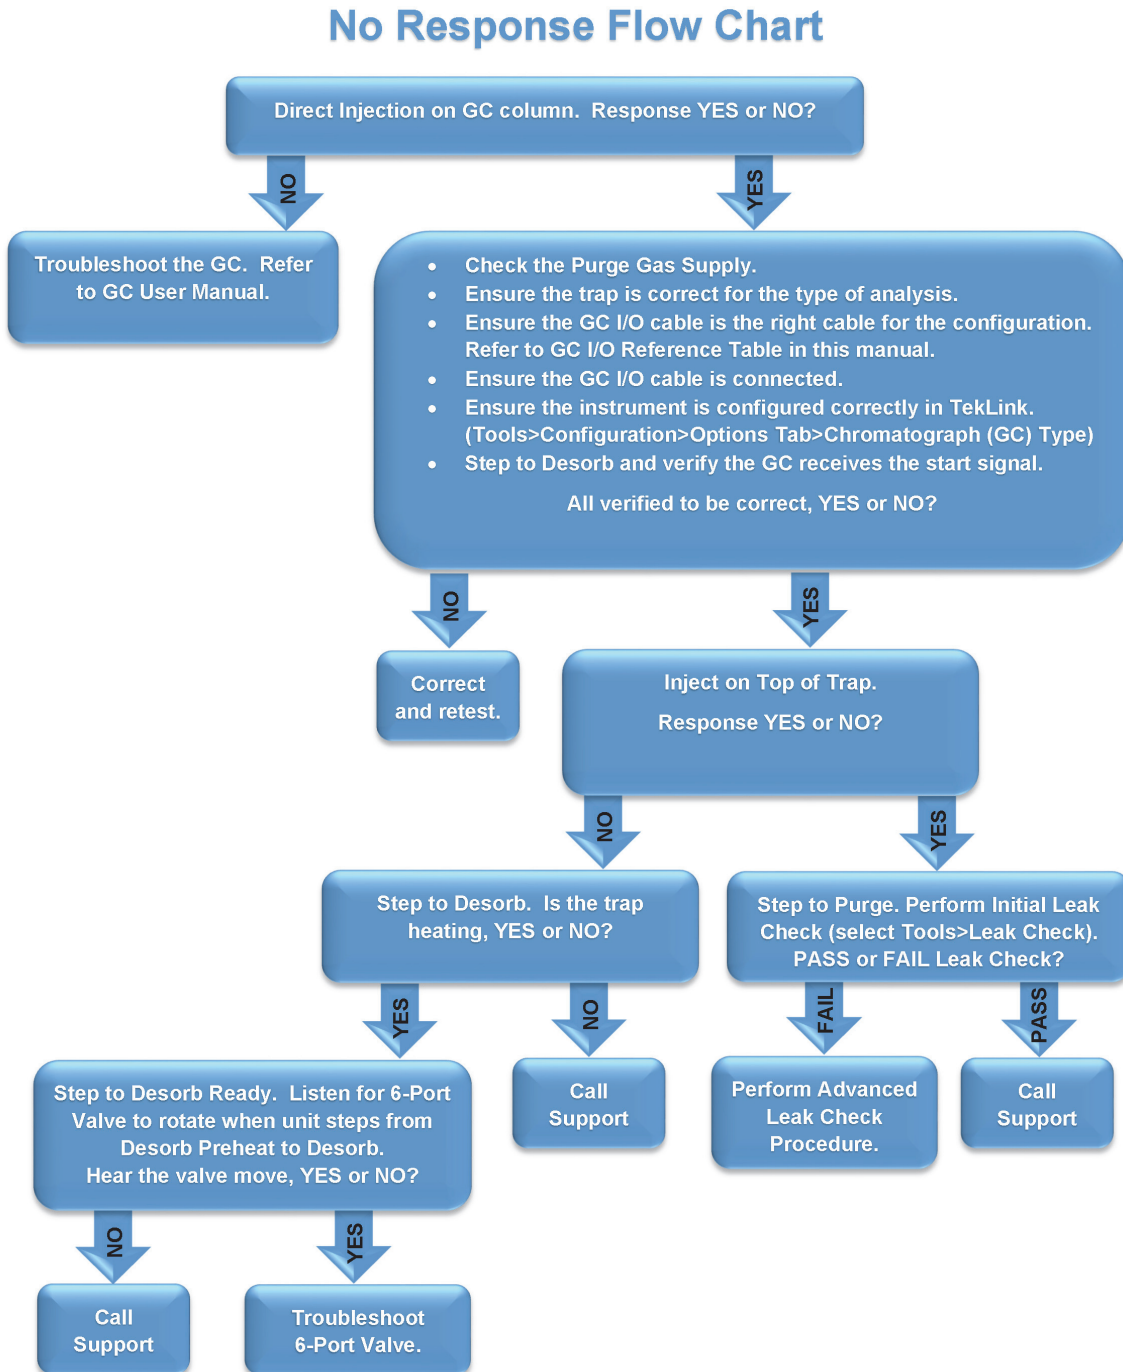 No Response Flow Chart
Direct Injection on GC column.  Response YES or NO?
NO
YES
Troubleshoot the GC.  Refer
to GC User Manual.
• Check the Purge Gas Supply.
• Ensure the trap is correct for the type of analysis.
• Ensure the GC I/O cable is the right cable for the configuration.
Refer to GC I/O Reference Table in this manual.
• Ensure the GC I/O cable is connected.
• Ensure the instrument is configured correctly in TekLink.
(Tools>Configuration>Options Tab>Chromatograph (GC) Type)
• Step to Desorb and verify the GC receives the start signal.
All verified to be correct, YES or NO?
NO
YES
Correct
and retest.
Inject on Top of Trap.
Response YES or NO?
NO
YES
Step to Desorb.  Is the trap
heating, YES or NO?
Step to Purge. Perform Initial Leak
Check (select Tools>Leak Check).
PASS or FAIL Leak Check?
YES
NO
FAIL
PASS
Step to Desorb Ready.  Listen for 6-Port
Valve to rotate when unit steps from
Desorb Preheat to Desorb.
Hear the valve move, YES or NO?
Call
Support
Perform Advanced
Leak Check
Procedure.
Call
Support
NO
YES
Call
Support
Troubleshoot
6-Port Valve.